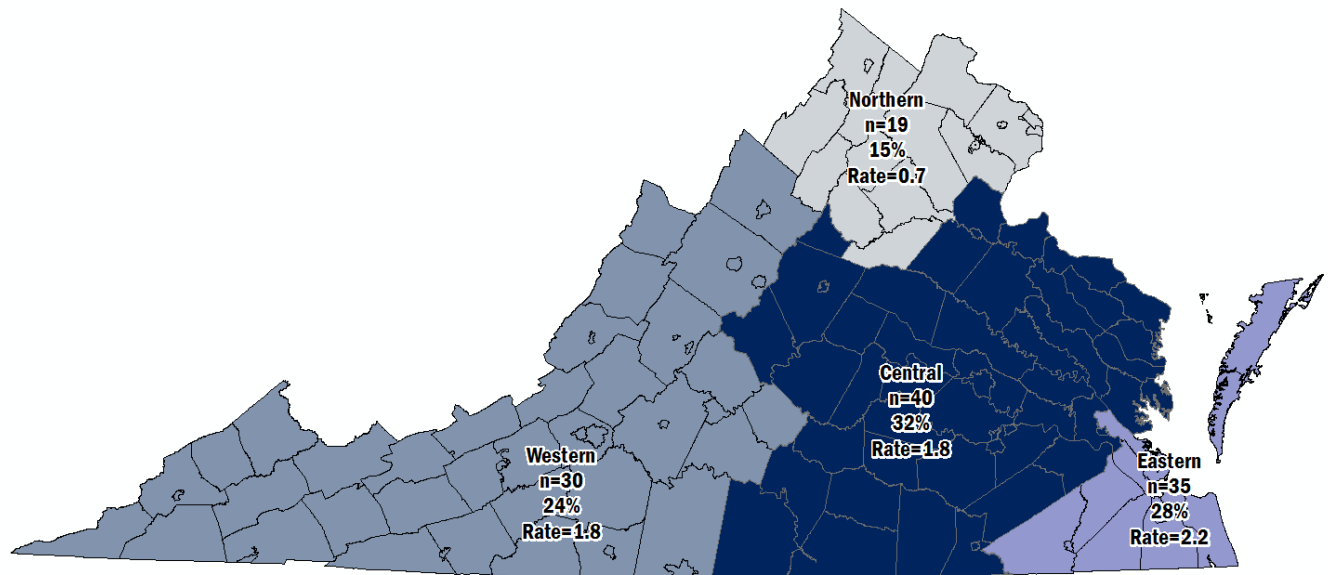 Northern
n=19
15%
Rate=0.7
Central
n=40
32%
Rate=1.8
Western
n=30
24%
Rate=1.8
Eastern
n=35
28%
Rate=2.2